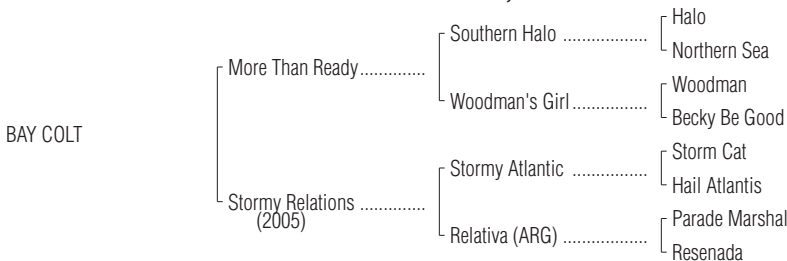 Halo
Southern Halo ..................
Northern Sea
More Than Ready..............
Woodman
Woodman's Girl................
Becky Be Good
BAY COLT
Storm Cat
Stormy Atlantic ................
Hail Atlantis
Stormy Relations ..............
(2005)
Parade Marshal
Relativa (ARG) ..................
Resenada